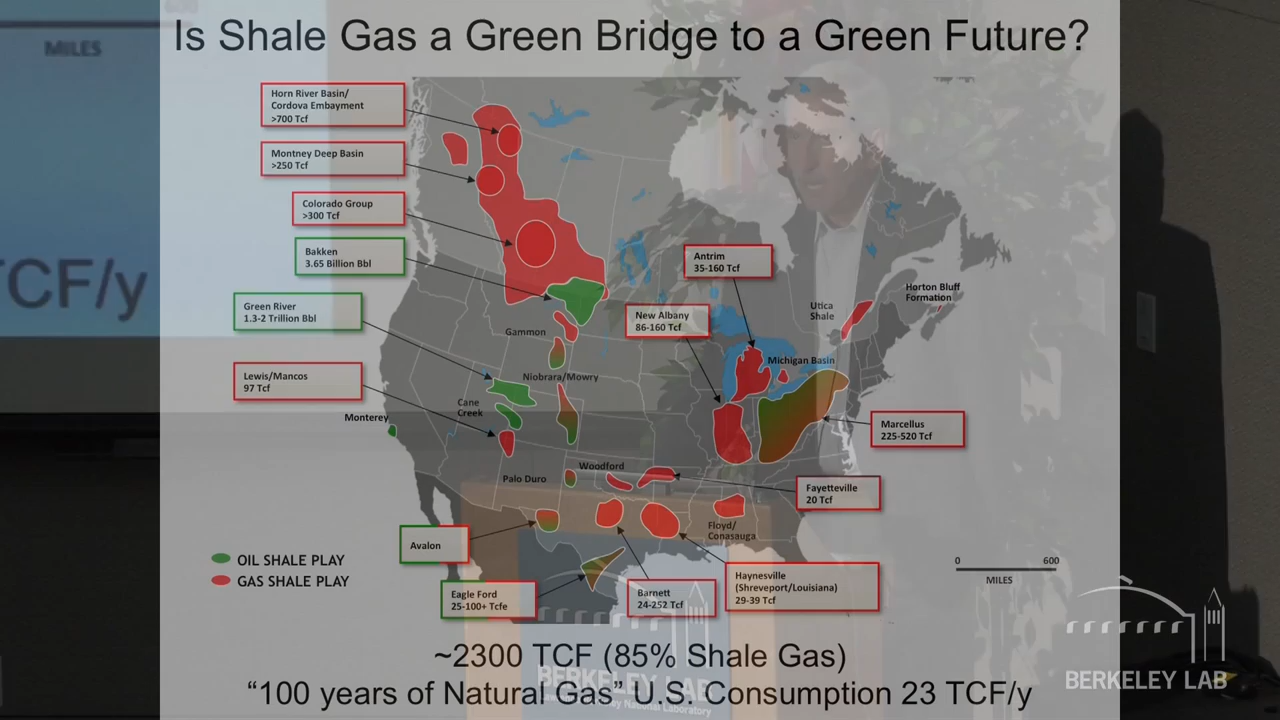 Is Shale Gas a Green Bridge to a Green Future?
MILES
Horn River Basin/
Cordova Embayment
>700 Tcf
Montney Deep Basin
>250 Tcf
Colorado Group
>300 Tcf
Bakken
3.65 Billion Bbl
TCF/y
Green River
1.3-2 Trillion Bbl
Lewis/Mancos
97 Tcf
Monterey
Gammon
Niobrara/Mowry
Cane
Creek
Palo Duro
Woodford
Antrim
35-160 Tcf
New Albany
86-160 Tcf
Utica
Shale
Horton Bluff
Formation
Michigan Basin
Marcellus
225-520 Tcf
Fayetteville
20 Tcf
Floyd/
Conasauga
Avalon
Eagle Ford
25-100+ Tcfe
Barnett
24-252 Tcf
Haynesville
(Shreveport/Louisiana)
29-39 Tcf
OIL SHALE PLAY
GAS SHALE PLAY
0 600
MILES
~2300 TCF (85% Shale Gas)
“100 years of Natural Gas” U.S. Consumption 23 TCF/y
BERKELEY LAB
National Laboratory
BERKELEY LAB